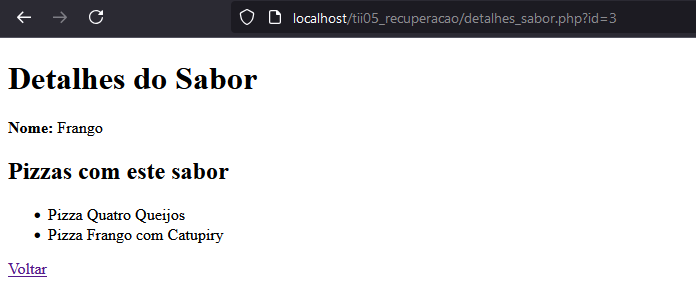 localhost/tii05_recuperacao/detalhes_sabor.php?id=3
Detalhes do Sabor
Nome: Frango
Pizzas com este sabor
• Pizza Quatro Queijos
• Pizza Frango com Catupiry
Voltar